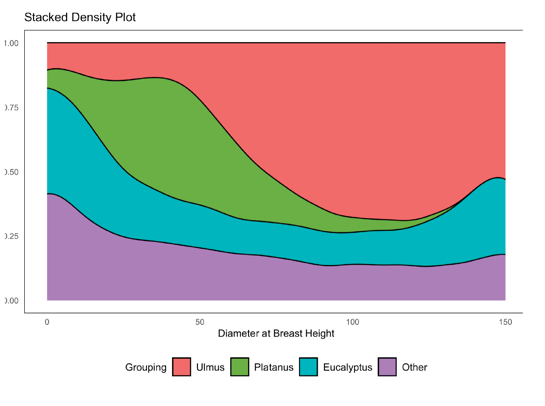 Stacked Density Plot
1.00
0.75
0.50
0.25
0.00
0 50 100 150
Diameter at Breast Height
Grouping Ulmus Platanus Eucalyptus Other